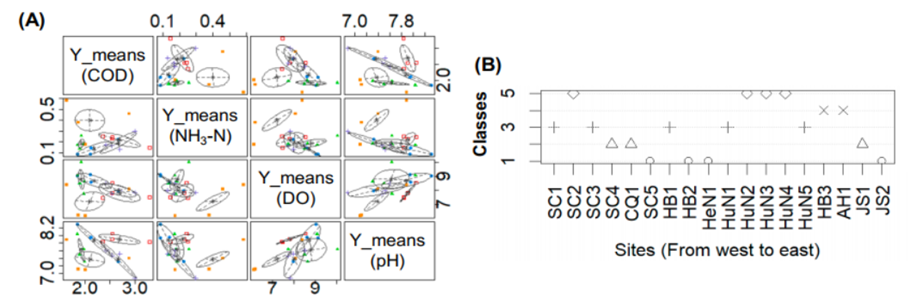 (A)
0.1 0.4 7.0 7.8
Y_means
(COD)
2.0
0.1 0.5
Y_means
(NH3-N)
Y_means
(DO)
7 9
7.0 8.2
Y_means
(pH)
2.0 3.0 7 9
(B)
Classes
5
3
1
SC1 SC2 SC3 SC4 CQ1 SC5 HB1 HB2 HeN1 HuN1 HuN2 HuN3 HuN4 HuN5 HB3 AH1 JS1 JS2
Sites (From west to east)